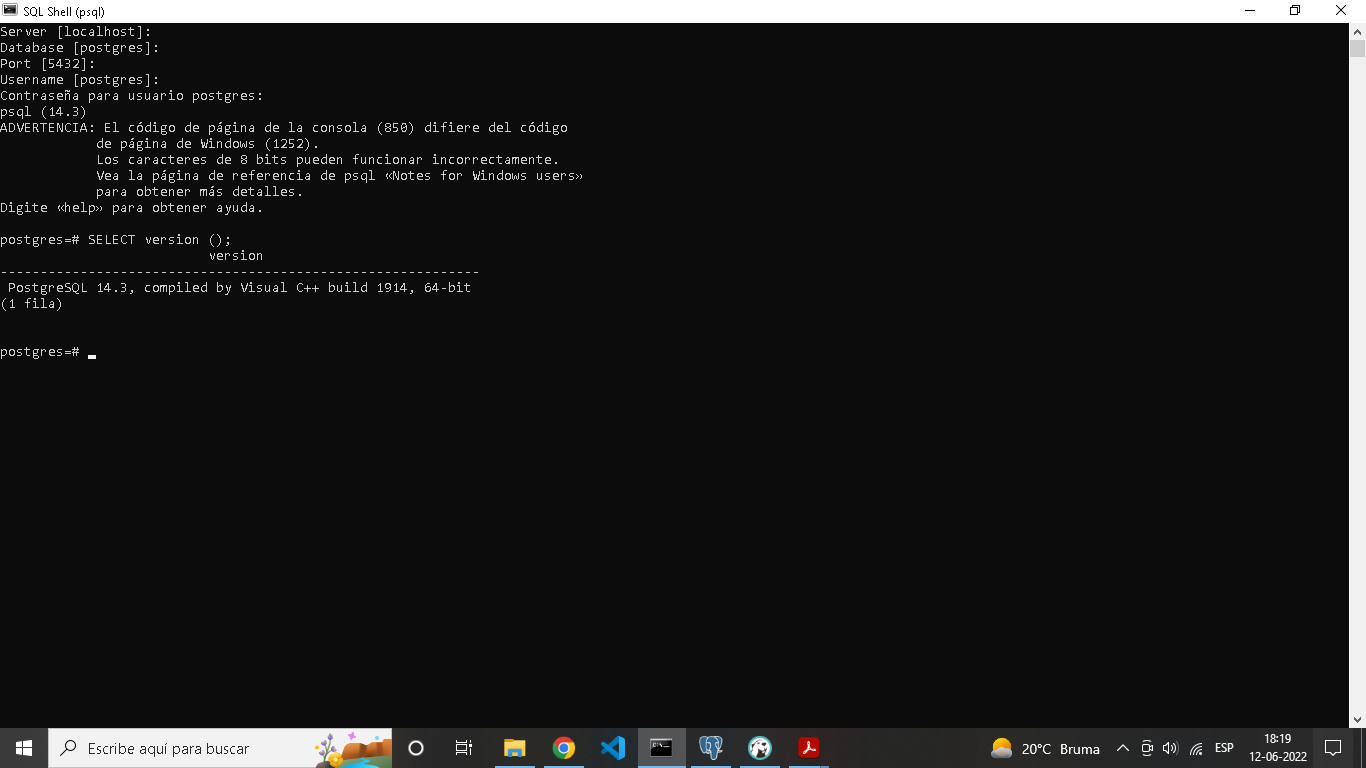 SQL Shell (psql)
Server [localhost]:
Database [postgres]:
Port [5432]:
Username [postgres]:
Contraseña para usuario postgres:
psql (14.3)
ADVERTENCIA: El código de página de la consola (850) difiere del código
de página de Windows (1252).
Los caracteres de 8 bits pueden funcionar incorrectamente.
Vea la página de referencia de psql «Notes for Windows users»
para obtener más detalles.
Digite «help» para obtener ayuda.
postgres=# SELECT version ();
version
------------------------------------------------------------
PostgreSQL 14.3, compiled by Visual C++ build 1914, 64-bit
(1 fila)
postgres=#
Escribe aquí para buscar
20°C Bruma
ESP
18:19
12-06-2022